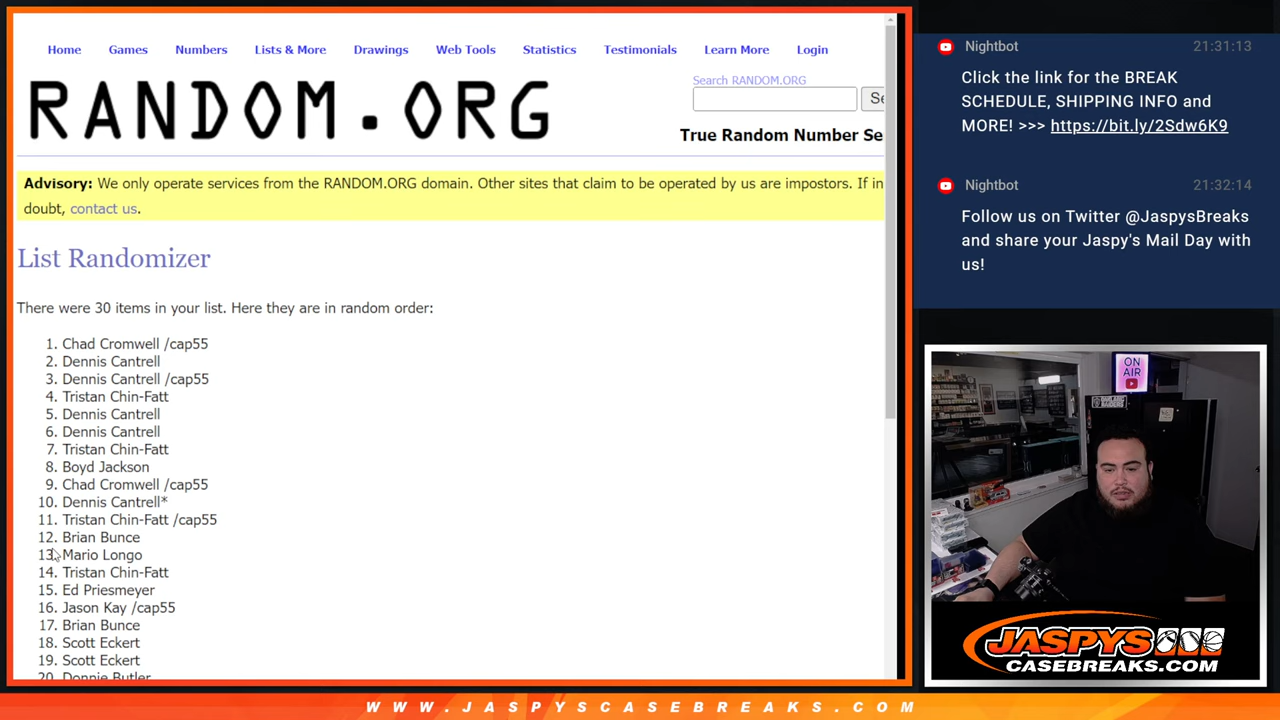 Home Games Numbers Lists & More Drawings Web Tools Statistics Testimonials Learn More Login
RANDOM.ORG
Search RANDOM.ORG
Se
True Random Number Se
Advisory: We only operate services from the RANDOM.ORG domain. Other sites that claim to be operated by us are impostors. If in
doubt, contact us.
List Randomizer
There were 30 items in your list. Here they are in random order:
1. Chad Cromwell /cap55
2. Dennis Cantrell
3. Dennis Cantrell /cap55
4. Tristan Chin-Fatt
5. Dennis Cantrell
6. Dennis Cantrell
7. Tristan Chin-Fatt
8. Boyd Jackson
9. Chad Cromwell /cap55
10. Dennis Cantrell*
11. Tristan Chin-Fatt /cap55
12. Brian Bunce
13. Mario Longo
14. Tristan Chin-Fatt
15. Ed Priesmeyer
16. Jason Kay /cap55
17. Brian Bunce
18. Scott Eckert
19. Scott Eckert
20. Donnie Butler
Nightbot 21:31:13
Click the link for the BREAK
SCHEDULE, SHIPPING INFO and
MORE! >>> https://bit.ly/2Sdw6K9
Nightbot 21:32:14
Follow us on Twitter @JaspysBreaks
and share your Jaspy's Mail Day with
us!
ON
AIR
JASPYS
CASEBREAKS.COM
WWW.JASPYSCASEBREAKS.COM